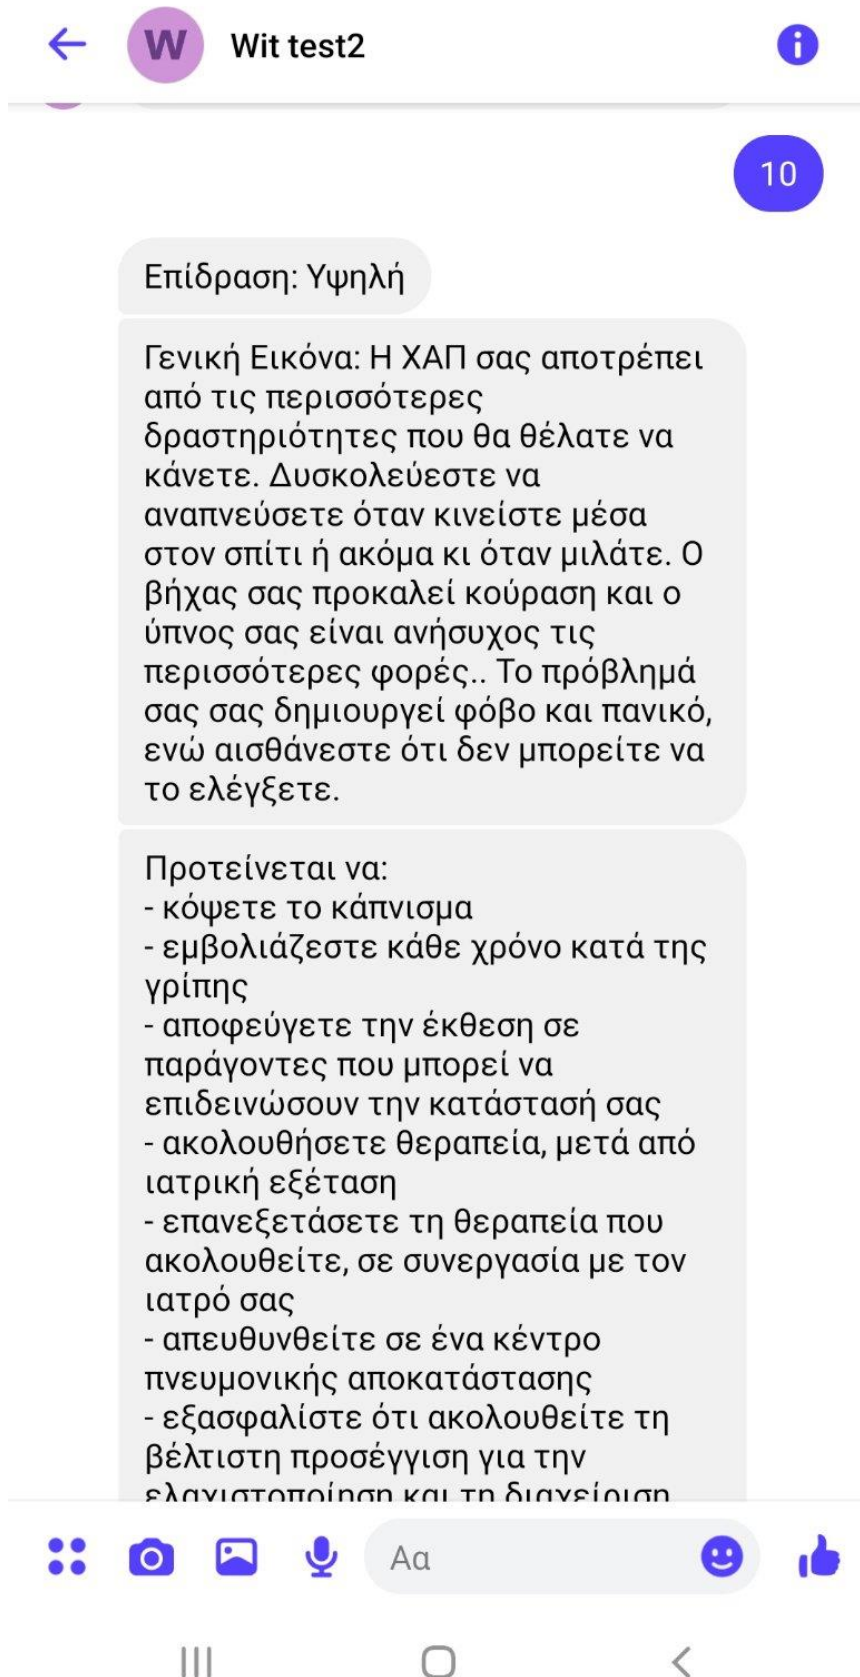 W Wit test2
10
Επίδραση: Υψηλή
Γενική Εικόνα: Η ΧΑΠ σας αποτρέπει
από τις περισσότερες
δραστηριότητες που θα θέλατε να
κάνετε. Δυσκολεύεστε να
αναπνεύσετε όταν κινείστε μέσα
στον σπίτι ή ακόμα κι όταν μιλάτε. Ο
βήχας σας προκαλεί κούραση και ο
ύπνος σας είναι ανήσυχος τις
περισσότερες φορές.. Το πρόβλημά
σας σας δημιουργεί φόβο και πανικό,
ενώ αισθάνεστε ότι δεν μπορείτε να
το ελέγξετε.
Προτείνεται να:
- κόψετε το κάπνισμα
- εμβολιάζεστε κάθε χρόνο κατά της
γρίπης
- αποφεύγετε την έκθεση σε
παράγοντες που μπορεί να
επιδεινώσουν την κατάστασή σας
- ακολουθήσετε θεραπεία, μετά από
ιατρική εξέταση
- επανεξετάσετε τη θεραπεία που
ακολουθείτε, σε συνεργασία με τον
ιατρό σας
- απευθυνθείτε σε ένα κέντρο
πνευμονικής αποκατάστασης
- εξασφαλίστε ότι ακολουθείτε τη
βέλτιστη προσέγγιση για την
ελαχιστοποίηση και τη διαχείριση
Αα